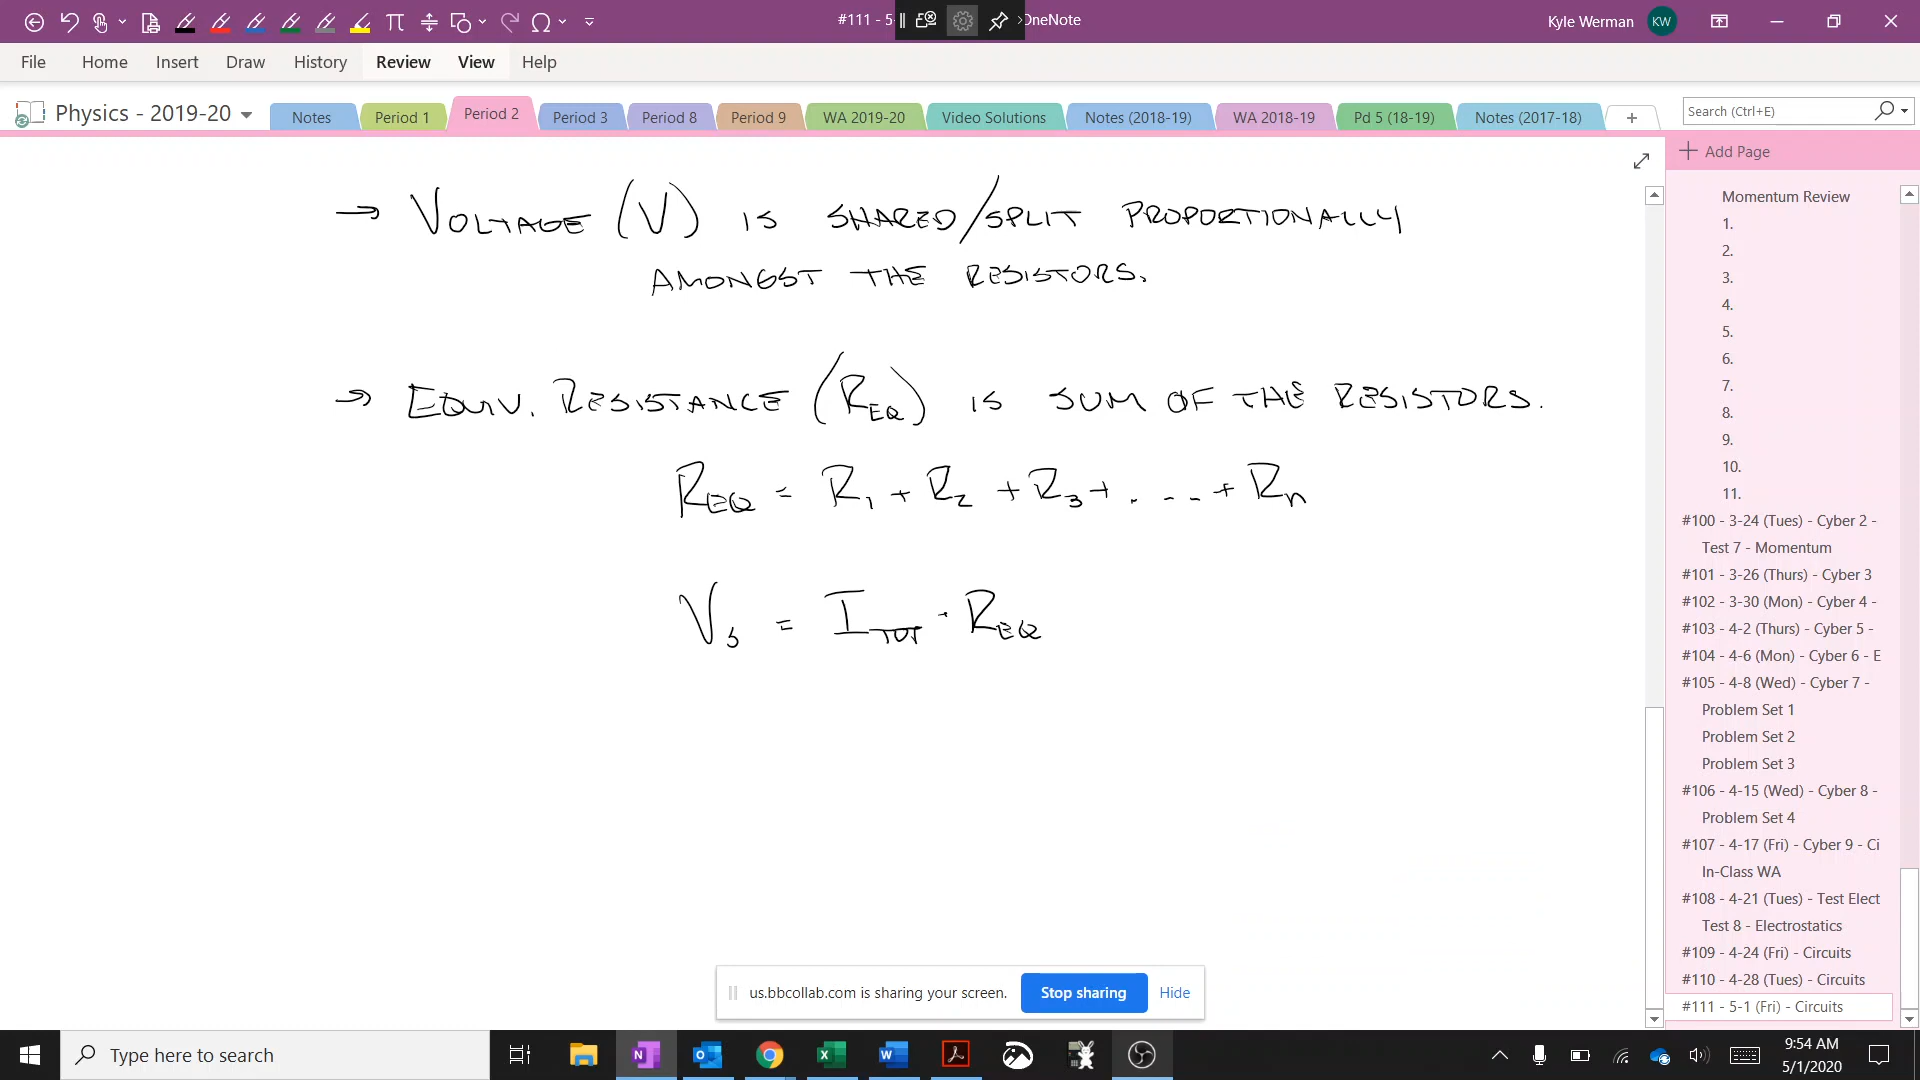 #111 - 5-
OneNote
Kyle Werman
KW
File Home Insert Draw History Review View Help
Physics - 2019-20
Notes Period 1 Period 2 Period 3 Period 8 Period 9 WA 2019-20 Video Solutions Notes (2018-19) WA 2018-19 Pd 5 (18-19) Notes (2017-18) +
Search (Ctrl+E)
→ VOLTAGE (V) IS SHARED/SPLIT PROPORTIONALLY
AMONGST THE RESISTORS.
→ EQUIV. RESISTANCE (REQ) IS SUM OF THE RESISTORS.
REQ = R1 + R2 + R3 + . - - - + Rn
VS = ITOT · REQ
Add Page
Momentum Review
1.
2.
3.
4.
5.
6.
7.
8.
9.
10.
11.
#100 - 3-24 (Tues) - Cyber 2 -
Test 7 - Momentum
#101 - 3-26 (Thurs) - Cyber 3
#102 - 3-30 (Mon) - Cyber 4 -
#103 - 4-2 (Thurs) - Cyber 5 -
#104 - 4-6 (Mon) - Cyber 6 - E
#105 - 4-8 (Wed) - Cyber 7 -
Problem Set 1
Problem Set 2
Problem Set 3
#106 - 4-15 (Wed) - Cyber 8 -
Problem Set 4
#107 - 4-17 (Fri) - Cyber 9 - Ci
In-Class WA
#108 - 4-21 (Tues) - Test Elect
Test 8 - Electrostatics
#109 - 4-24 (Fri) - Circuits
#110 - 4-28 (Tues) - Circuits
#111 - 5-1 (Fri) - Circuits
us.bbcollab.com is sharing your screen. Stop sharing Hide
Type here to search
9:54 AM
5/1/2020